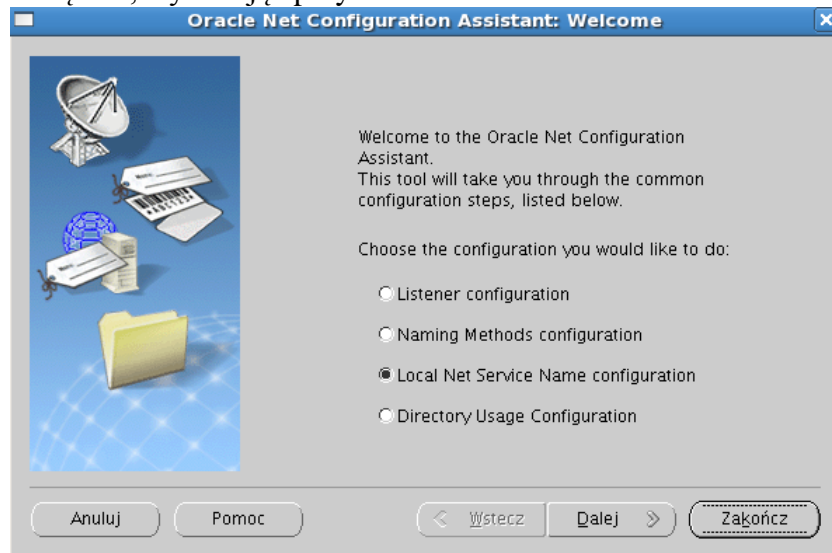 Oracle Net Configuration Assistant: Welcome
Welcome to the Oracle Net Configuration
Assistant.
This tool will take you through the common
configuration steps, listed below.
Choose the configuration you would like to do:
Listener configuration
Naming Methods configuration
Local Net Service Name configuration
Directory Usage Configuration
Anuluj
Pomoc
Wstecz
Dalej
Zakończ